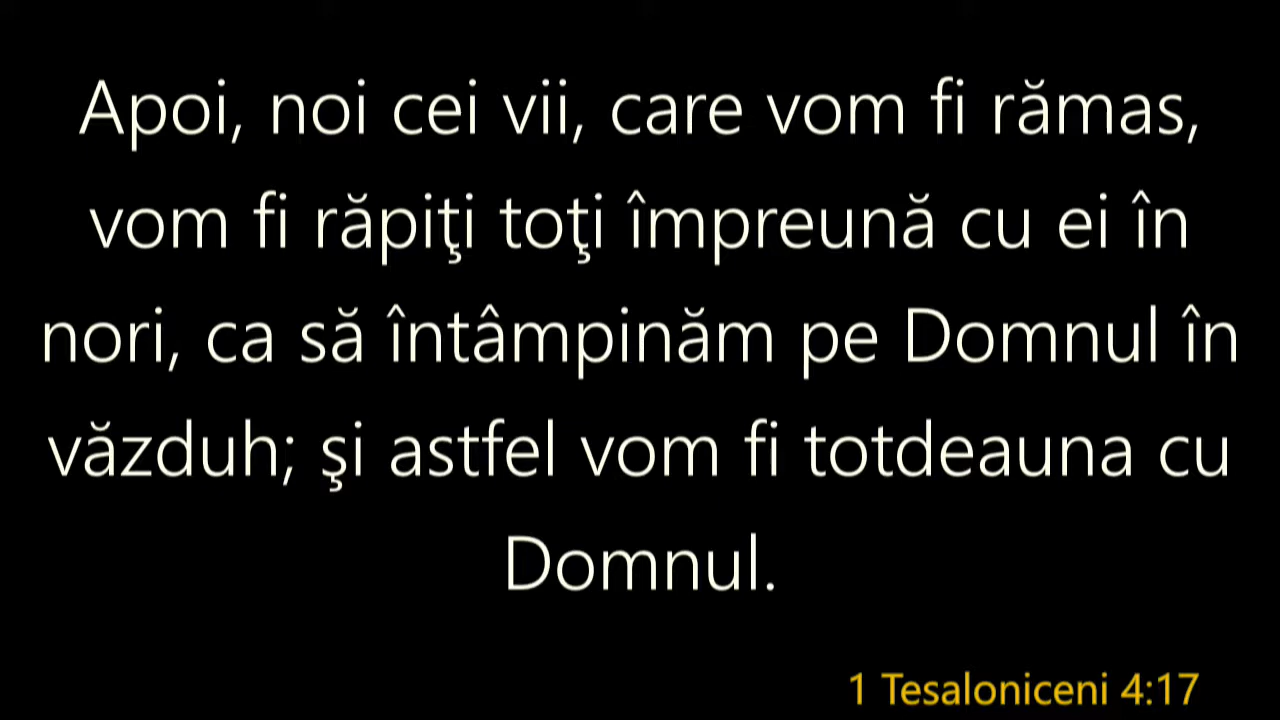 Apoi, noi cei vii, care vom fi rămas,
vom fi răpiţi toţi împreună cu ei în
nori, ca să întâmpinăm pe Domnul în
văzduh; şi astfel vom fi totdeauna cu
Domnul.
1 Tesaloniceni 4:17